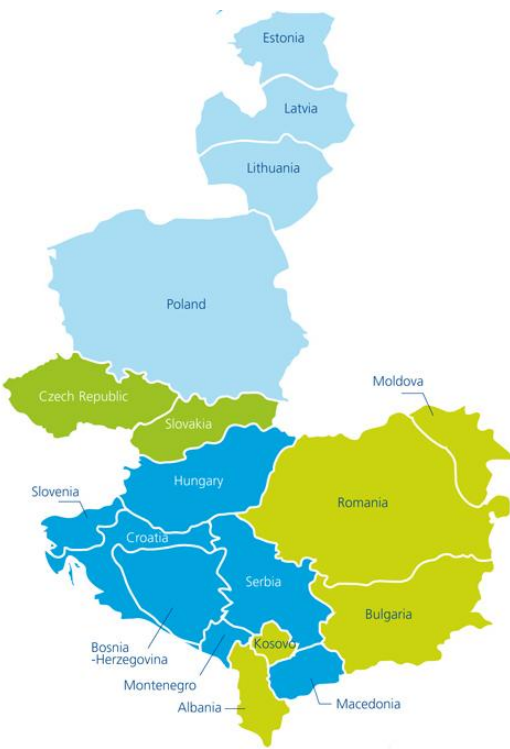 Estonia
Latvia
Lithuania
Poland
Moldova
Czech Republic
Slovakia
Hungary
Slovenia
Romania
Croatia
Serbia
Bulgaria
Kosovo
Bosnia
-Herzegovina
Montenegro
Albania
Macedonia